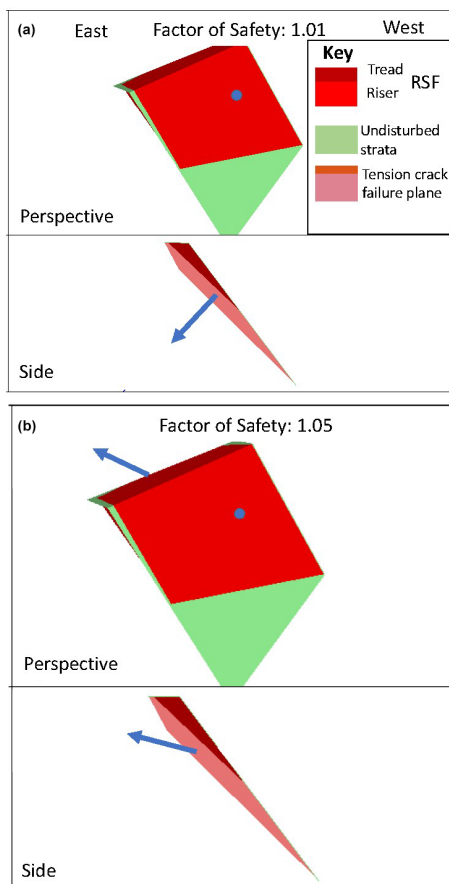 (a)
East
Factor of Safety: 1.01
West
Key
Tread
RSF
Riser
Undisturbed
strata
Tension crack
failure plane
Perspective
Side
(b)
Factor of Safety: 1.05
Perspective
Side